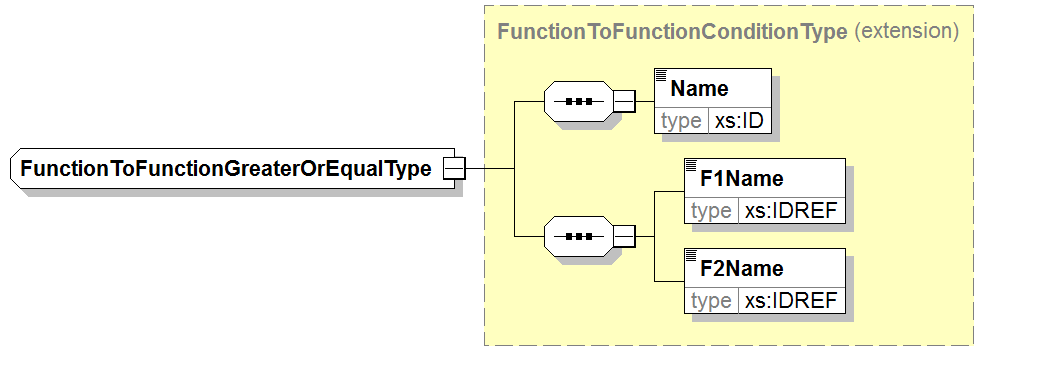 FunctionToFunctionConditionType (extension)
Name
type xs:ID
FunctionToFunctionGreaterOrEqualType
F1Name
type xs:IDREF
F2Name
type xs:IDREF